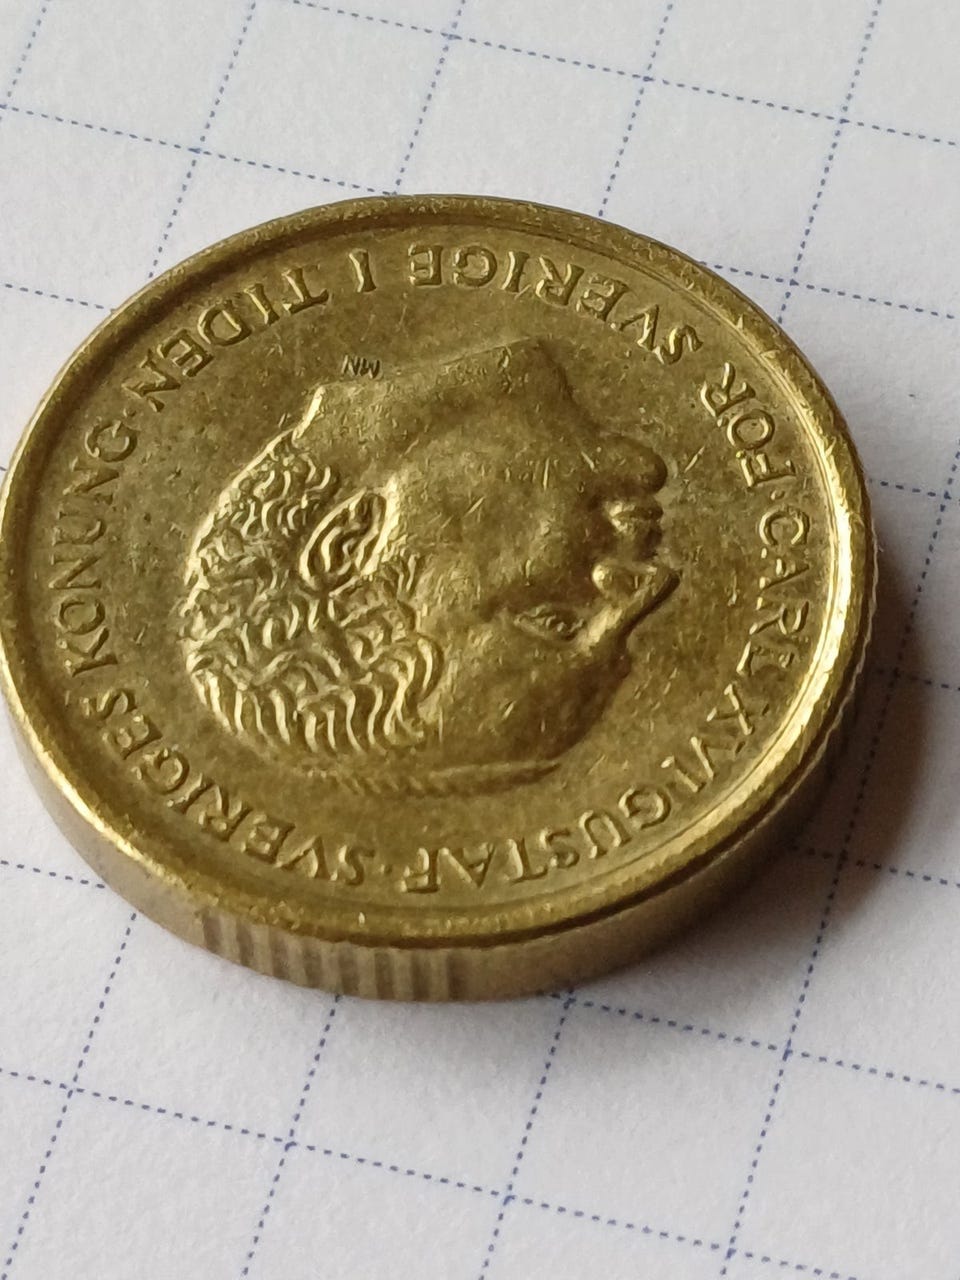 CARL XVI·GUSTAF·SVERIGES KONUNG·
FÖR SVERIGE I TIDEN
MN